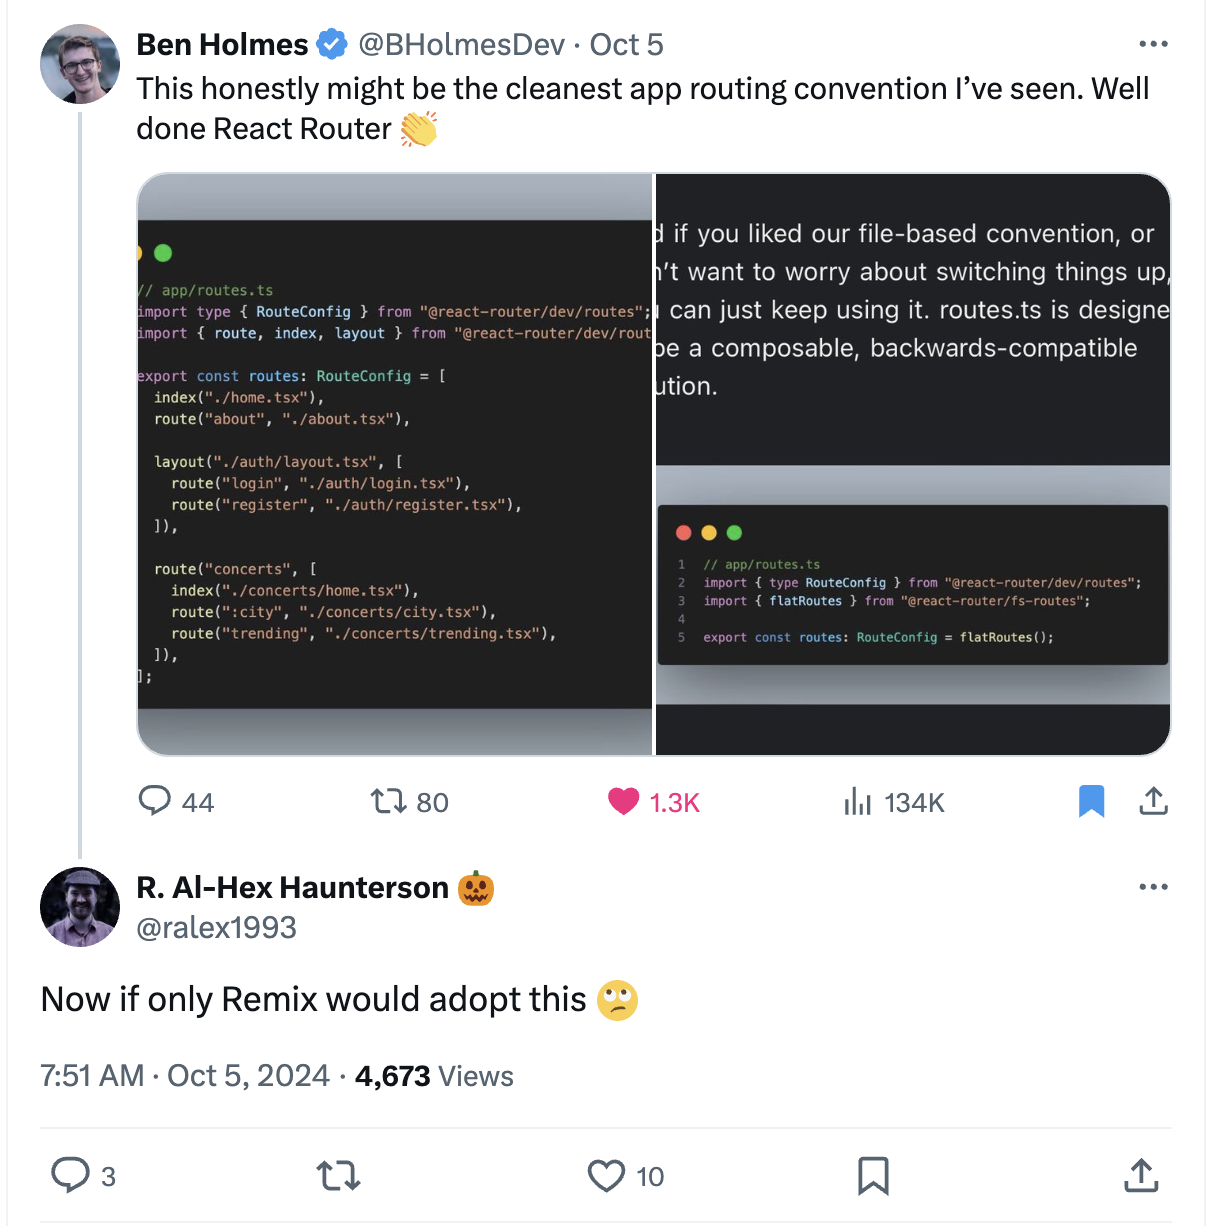 Ben Holmes @BHolmesDev · Oct 5
This honestly might be the cleanest app routing convention I’ve seen. Well
done React Router 👏
// app/routes.ts
import type { RouteConfig } from "@react-router/dev/routes";
import { route, index, layout } from "@react-router/dev/rout
export const routes: RouteConfig = [
index("./home.tsx"),
route("about", "./about.tsx"),
layout("./auth/layout.tsx", [
route("login", "./auth/login.tsx"),
route("register", "./auth/register.tsx"),
]),
route("concerts", [
index("./concerts/home.tsx"),
route(":city", "./concerts/city.tsx"),
route("trending", "./concerts/trending.tsx"),
]),
];
d if you liked our file-based convention, or
n't want to worry about switching things up,
u can just keep using it. routes.ts is designe
be a composable, backwards-compatible
ution.
1 // app/routes.ts
2 import { type RouteConfig } from "@react-router/dev/routes";
3 import { flatRoutes } from "@react-router/fs-routes";
4
5 export const routes: RouteConfig = flatRoutes();
44 80 1.3K 134K
R. Al-Hex Haunterson 🎃
@ralex1993
Now if only Remix would adopt this 🙄
7:51 AM · Oct 5, 2024 · 4,673 Views
3 10